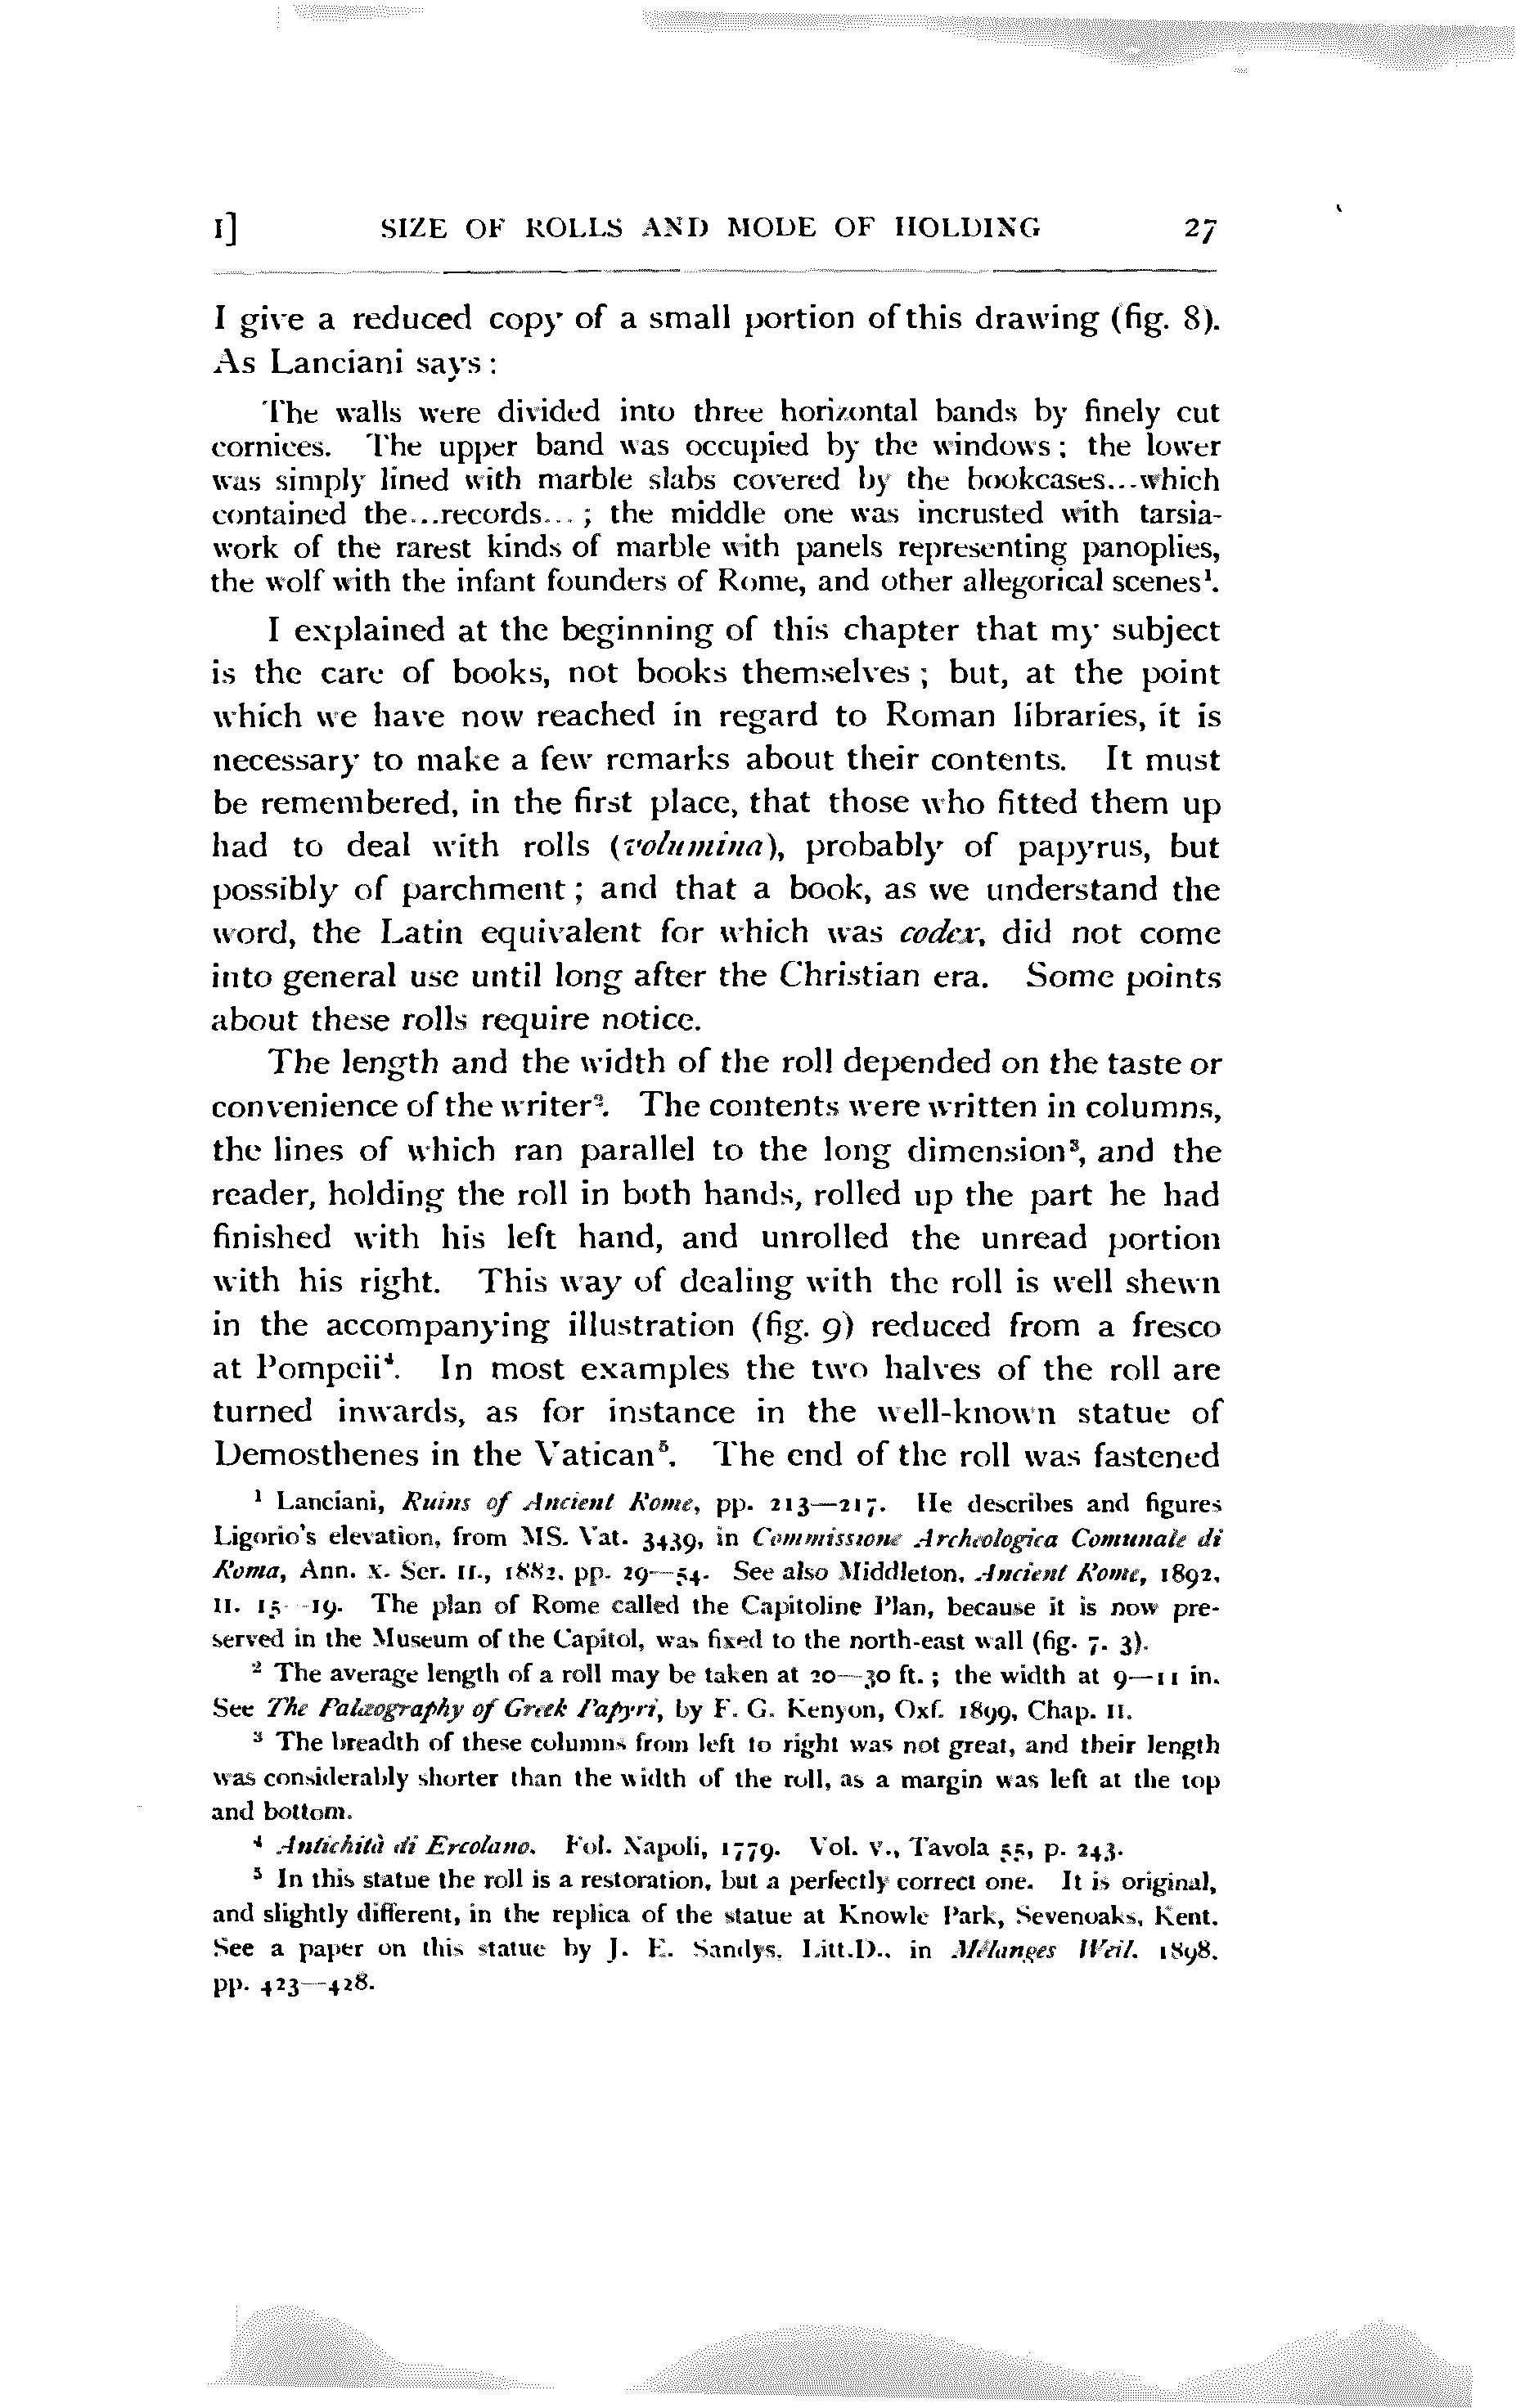 I] SIZE OF ROLLS AND MODE OF HOLDING 27
I give a reduced copy of a small portion of this drawing (fig. 8).
As Lanciani says :
The walls were divided into three horizontal bands by finely cut
cornices. The upper band was occupied by the windows ; the lower
was simply lined with marble slabs covered by the bookcases...which
contained the...records... ; the middle one was incrusted with tarsia-
work of the rarest kinds of marble with panels representing panoplies,
the wolf with the infant founders of Rome, and other allegorical scenes¹.
I explained at the beginning of this chapter that my subject
is the care of books, not books themselves ; but, at the point
which we have now reached in regard to Roman libraries, it is
necessary to make a few remarks about their contents. It must
be remembered, in the first place, that those who fitted them up
had to deal with rolls (volumina), probably of papyrus, but
possibly of parchment ; and that a book, as we understand the
word, the Latin equivalent for which was codex, did not come
into general use until long after the Christian era. Some points
about these rolls require notice.
The length and the width of the roll depended on the taste or
convenience of the writer². The contents were written in columns,
the lines of which ran parallel to the long dimension³, and the
reader, holding the roll in both hands, rolled up the part he had
finished with his left hand, and unrolled the unread portion
with his right. This way of dealing with the roll is well shewn
in the accompanying illustration (fig. 9) reduced from a fresco
at Pompeii⁴. In most examples the two halves of the roll are
turned inwards, as for instance in the well-known statue of
Demosthenes in the Vatican⁵. The end of the roll was fastened
¹ Lanciani, Ruins of Ancient Rome, pp. 213—217. He describes and figures
Ligorio's elevation, from MS. Vat. 3439, in Commissione Archeologica Comunale di
Roma, Ann. X. Ser. II., 1882, pp. 29—54. See also Middleton, Ancient Rome, 1892,
II. 15—19. The plan of Rome called the Capitoline Plan, because it is now pre-
served in the Museum of the Capitol, was fixed to the north-east wall (fig. 7. 3).
² The average length of a roll may be taken at 20—30 ft. ; the width at 9—11 in.
See The Palæography of Greek Papyri, by F. G. Kenyon, Oxf. 1899, Chap. II.
³ The breadth of these columns from left to right was not great, and their length
was considerably shorter than the width of the roll, as a margin was left at the top
and bottom.
⁴ Antichità di Ercolano. Fol. Napoli, 1779. Vol. V., Tavola 55, p. 243.
⁵ In this statue the roll is a restoration, but a perfectly correct one. It is original,
and slightly different, in the replica of the statue at Knowle Park, Sevenoaks, Kent.
See a paper on this statue by J. E. Sandys, Litt.D., in Mélanges Weil. 1898.
pp. 423—428.